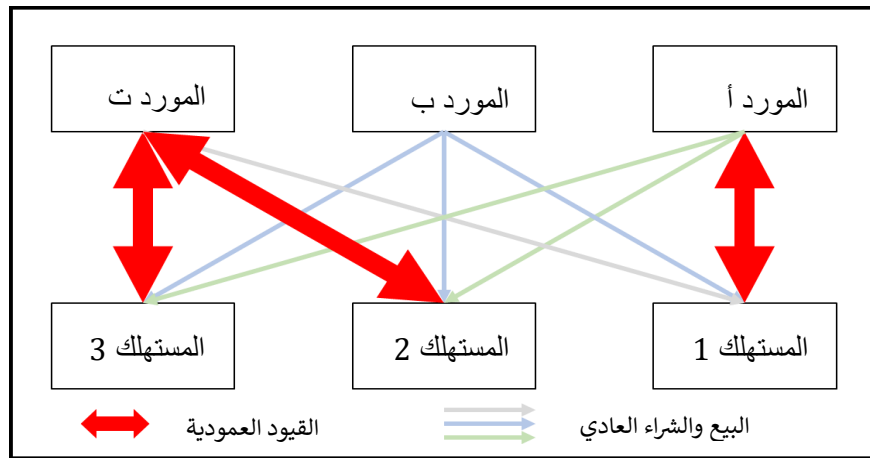 المورد أ
المورد ب
المورد ت
المستهلك 1
المستهلك 2
المستهلك 3
البيع والشراء العادي
القيود العمودية